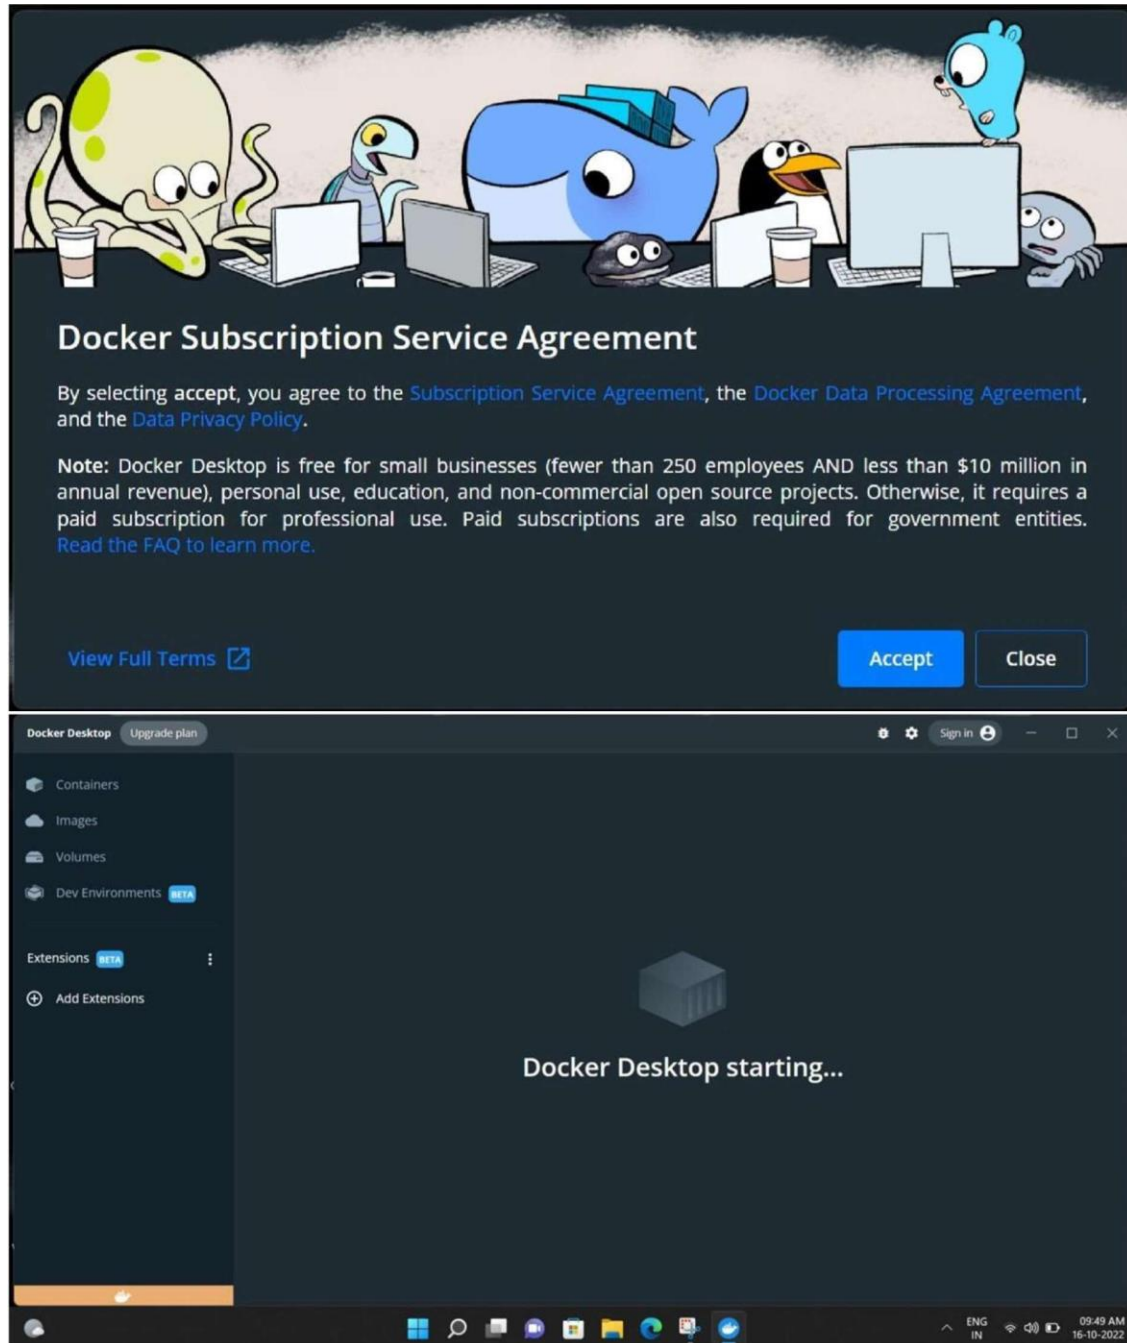 Docker Subscription Service Agreement
By selecting accept, you agree to the Subscription Service Agreement, the Docker Data Processing Agreement,
and the Data Privacy Policy.
Note: Docker Desktop is free for small businesses (fewer than 250 employees AND less than $10 million in
annual revenue), personal use, education, and non-commercial open source projects. Otherwise, it requires a
paid subscription for professional use. Paid subscriptions are also required for government entities.
Read the FAQ to learn more.
View Full Terms
Accept
Close
Docker Desktop Upgrade plan
Sign in
Containers
Images
Volumes
Dev Environments BETA
Extensions BETA
Add Extensions
Docker Desktop starting...
ENG
IN
09:49 AM
16-10-2022